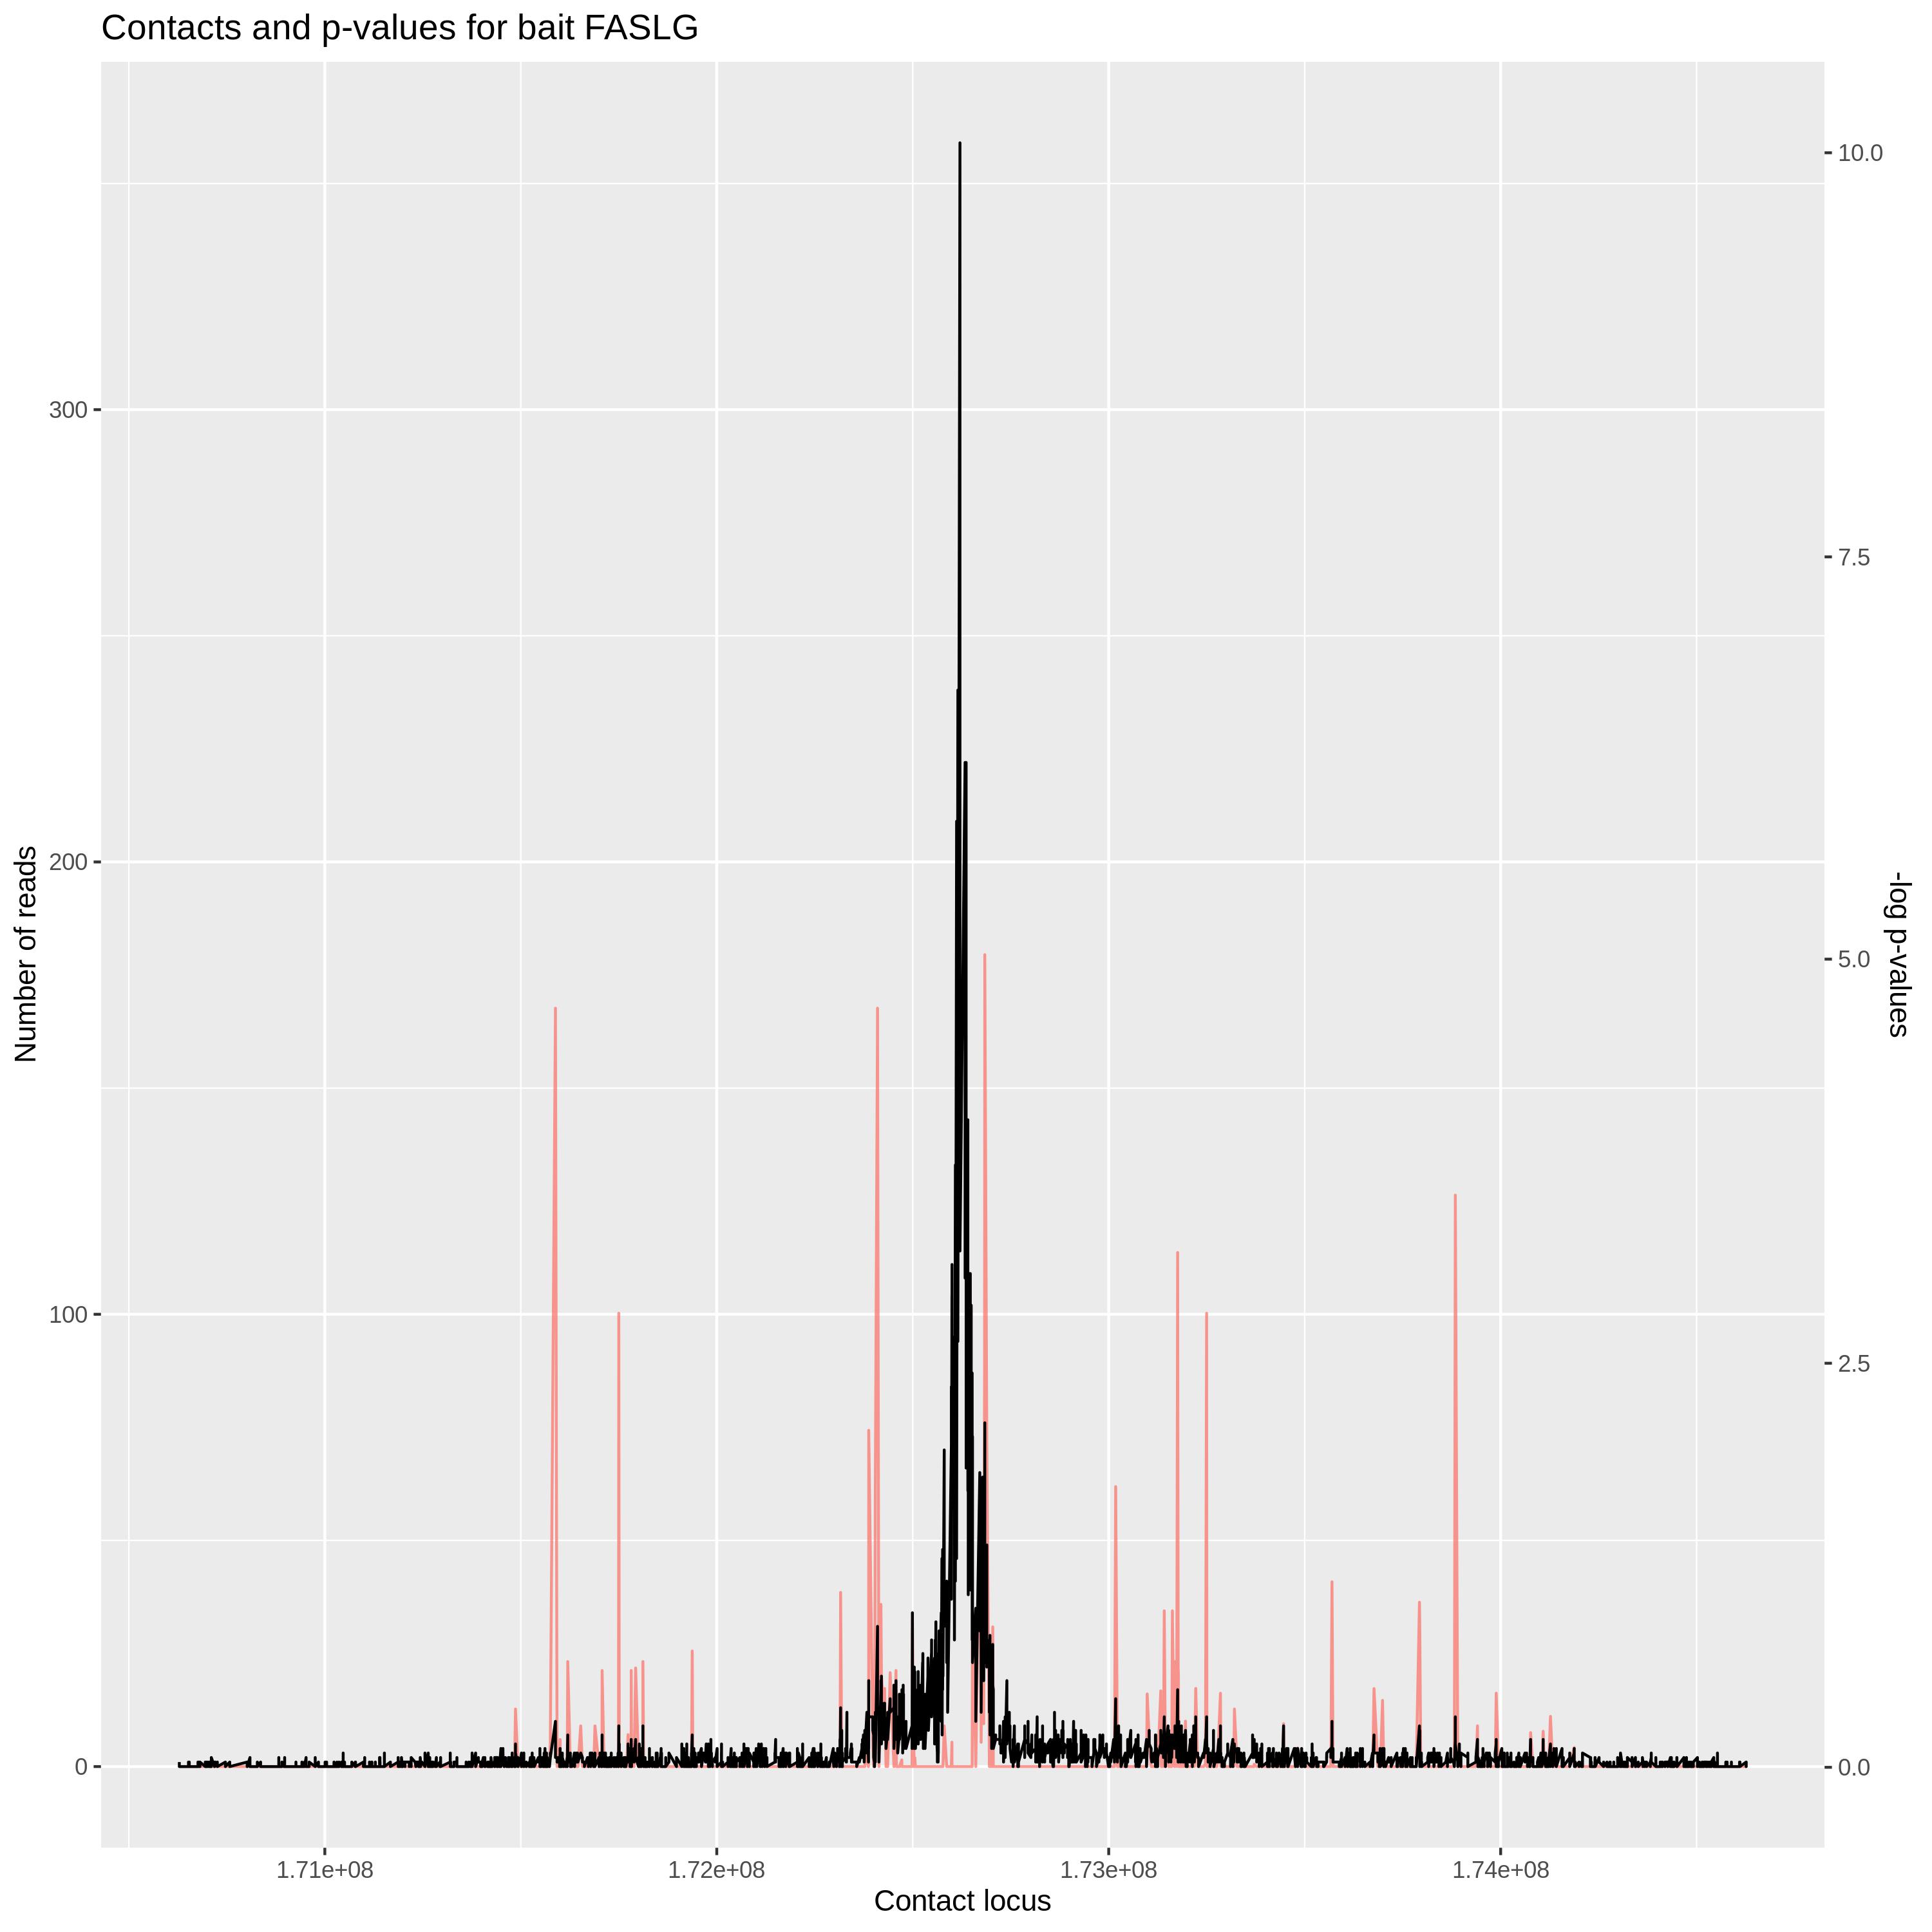 Contacts and p-values for bait FASLG
10.0
7.5
5.0
2.5
0.0
300
200
100
0
Number of reads
-log p-values
1.71e+08
1.72e+08
1.73e+08
1.74e+08
Contact locus